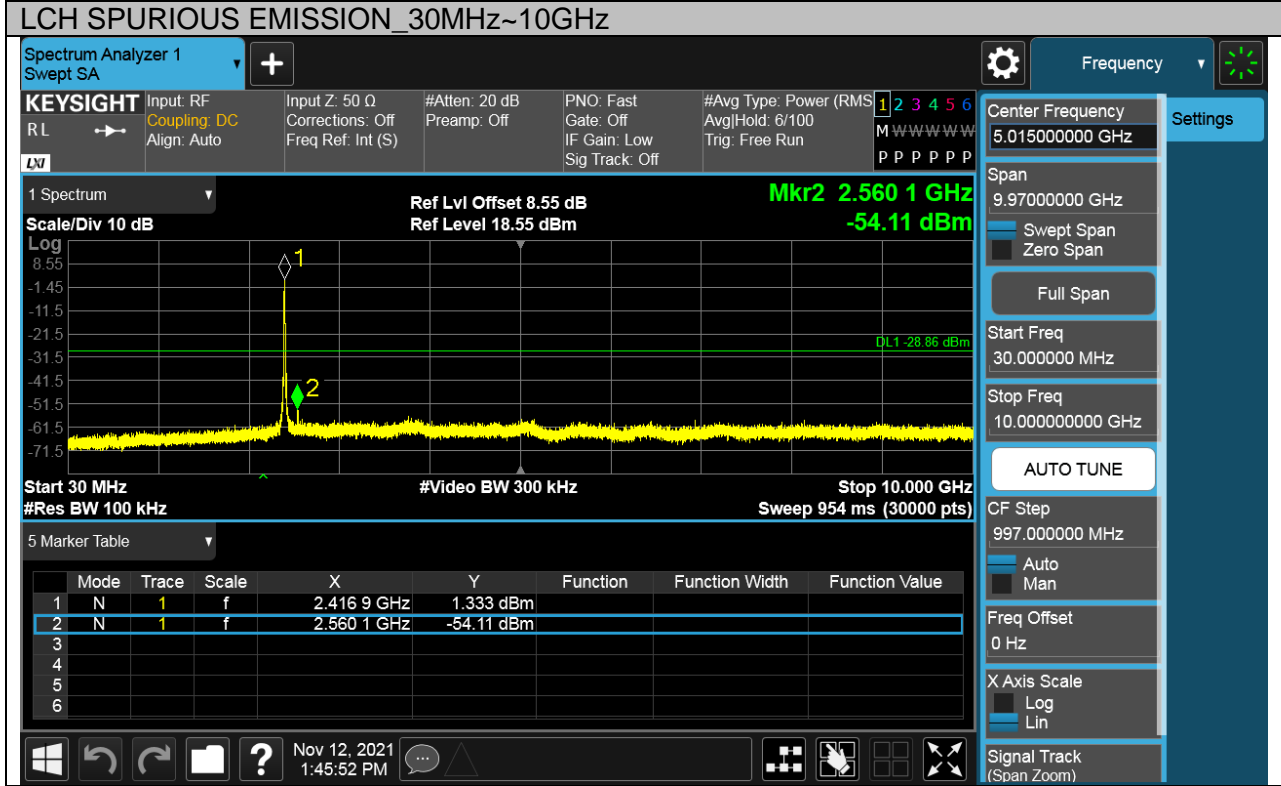 LCH SPURIOUS EMISSION_30MHz~10GHz
Spectrum Analyzer 1
Swept SA
Frequency
KEYSIGHT
RL
LXI
Input: RF
Coupling: DC
Align: Auto
Input Z: 50 Ω
Corrections: Off
Freq Ref: Int (S)
#Atten: 20 dB
Preamp: Off
PNO: Fast
Gate: Off
IF Gain: Low
Sig Track: Off
#Avg Type: Power (RMS
Avg|Hold: 6/100
Trig: Free Run
1 2 3 4 5 6
M W W W W W
P P P P P P
1 Spectrum
Scale/Div 10 dB
Log
Ref Lvl Offset 8.55 dB
Ref Level 18.55 dBm
Mkr2 2.560 1 GHz
-54.11 dBm
8.55
-1.45
-11.5
-21.5
-31.5
-41.5
-51.5
-61.5
-71.5
1
2
DL1 -28.86 dBm
Start 30 MHz
#Video BW 300 kHz
Stop 10.000 GHz
#Res BW 100 kHz
Sweep 954 ms (30000 pts)
5 Marker Table
Mode Trace Scale X Y Function Function Width Function Value
1 N 1 f 2.416 9 GHz 1.333 dBm
2 N 1 f 2.560 1 GHz -54.11 dBm
3
4
5
6
Nov 12, 2021
1:45:52 PM
Settings
Center Frequency
5.015000000 GHz
Span
9.97000000 GHz
Swept Span
Zero Span
Full Span
Start Freq
30.000000 MHz
Stop Freq
10.000000000 GHz
AUTO TUNE
CF Step
997.000000 MHz
Auto
Man
Freq Offset
0 Hz
X Axis Scale
Log
Lin
Signal Track
(Span Zoom)